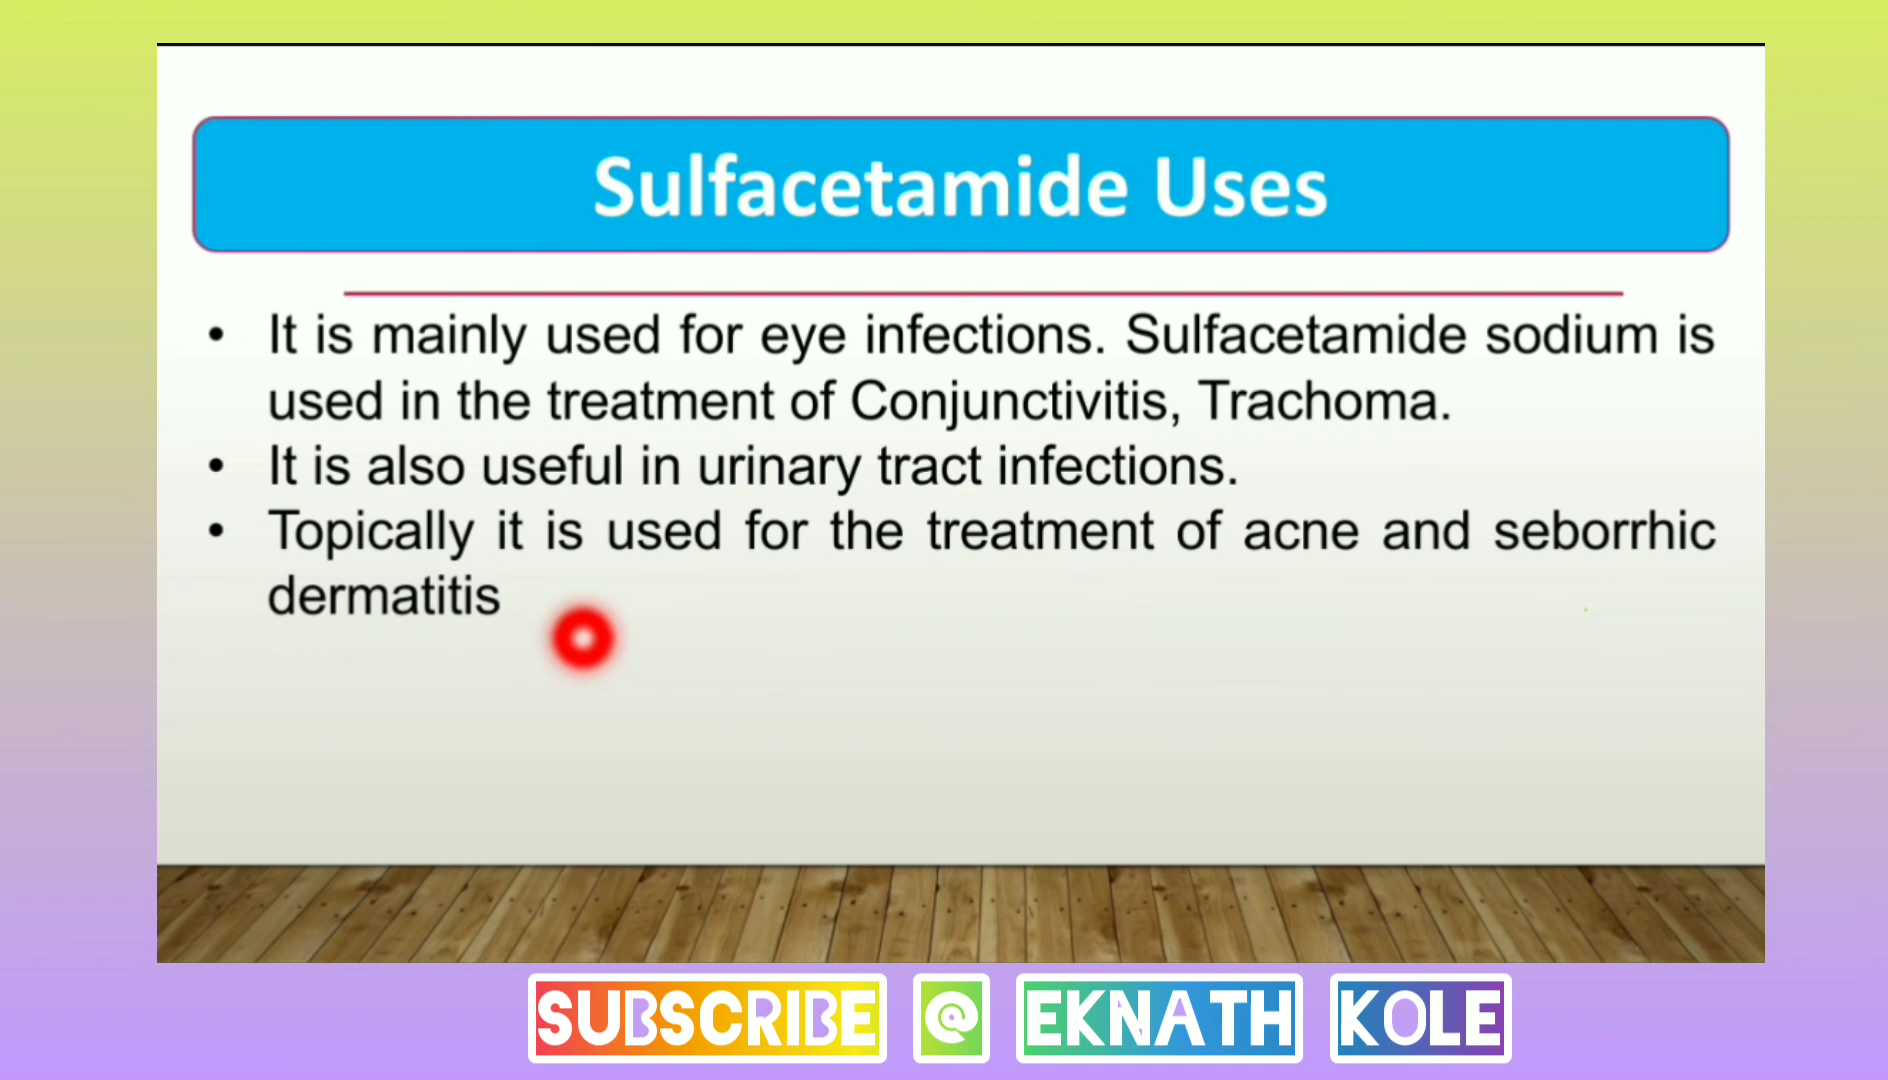 Sulfacetamide Uses
• It is mainly used for eye infections. Sulfacetamide sodium is
used in the treatment of Conjunctivitis, Trachoma.
• It is also useful in urinary tract infections.
• Topically it is used for the treatment of acne and seborrhic
dermatitis
SUBSCRIBE @ EKNATH KOLE